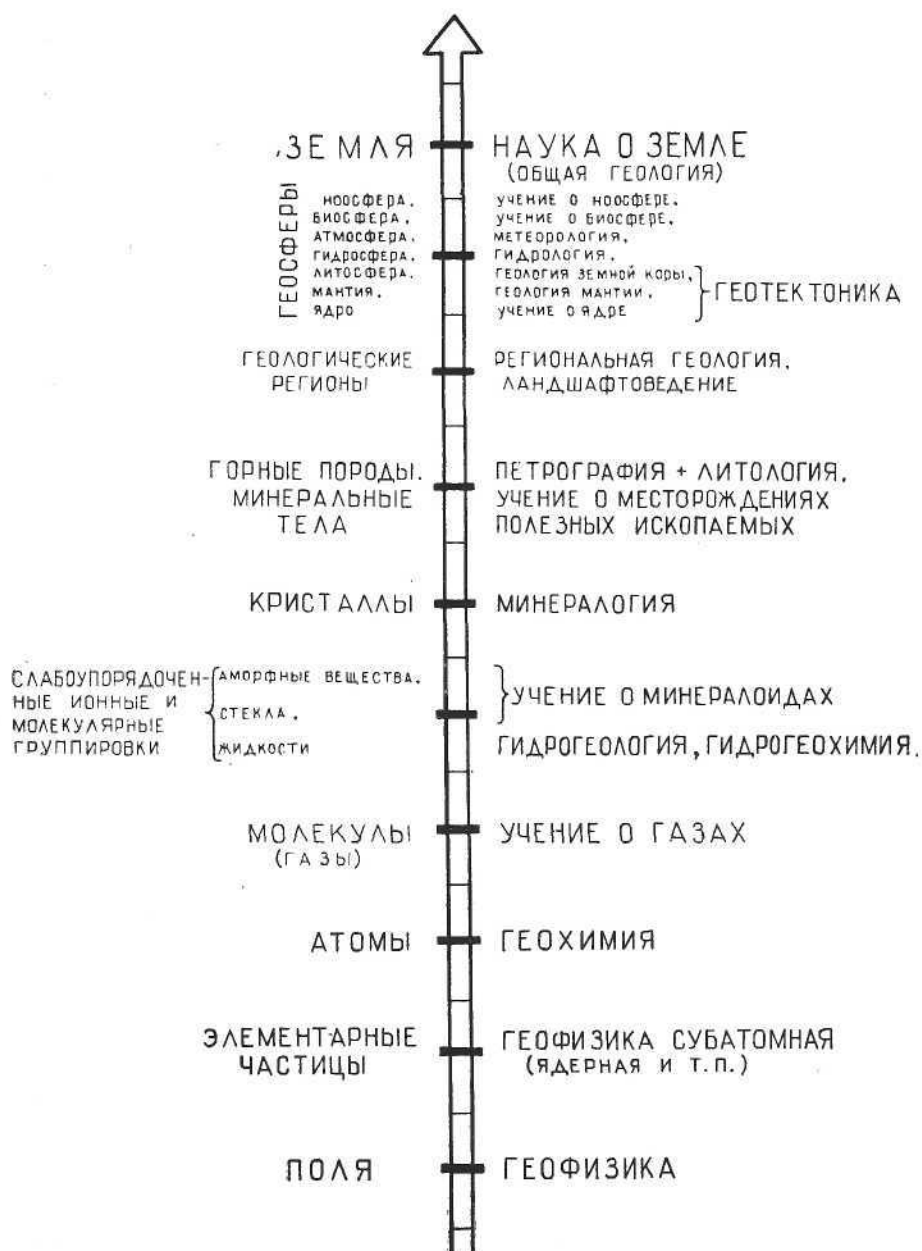 ЗЕМЛЯ НАУКА О ЗЕМЛЕ
(ОБЩАЯ ГЕОЛОГИЯ)
ГЕОСФЕРЫ
НООСФЕРА, УЧЕНИЕ О НООСФЕРЕ,
БИОСФЕРА, УЧЕНИЕ О БИОСФЕРЕ,
АТМОСФЕРА, МЕТЕОРОЛОГИЯ,
ГИДРОСФЕРА, ГИДРОЛОГИЯ,
ЛИТОСФЕРА, ГЕОЛОГИЯ ЗЕМНОЙ КОРЫ,
МАНТИЯ, ГЕОЛОГИЯ МАНТИИ, ГЕОТЕКТОНИКА
ЯДРО УЧЕНИЕ О ЯДРЕ
ГЕОЛОГИЧЕСКИЕ РЕГИОНАЛЬНАЯ ГЕОЛОГИЯ,
РЕГИОНЫ ЛАНДШАФТОВЕДЕНИЕ
ГОРНЫЕ ПОРОДЫ. ПЕТРОГРАФИЯ + ЛИТОЛОГИЯ,
МИНЕРАЛЬНЫЕ УЧЕНИЕ О МЕСТОРОЖДЕНИЯХ
ТЕЛА ПОЛЕЗНЫХ ИСКОПАЕМЫХ
КРИСТАЛЛЫ МИНЕРАЛОГИЯ
СЛАБОУПОРЯДОЧЕН- АМОРФНЫЕ ВЕЩЕСТВА,
НЫЕ ИОННЫЕ И СТЕКЛА, УЧЕНИЕ О МИНЕРАЛОИДАХ
МОЛЕКУЛЯРНЫЕ
ГРУППИРОВКИ ЖИДКОСТИ ГИДРОГЕОЛОГИЯ, ГИДРОГЕОХИМИЯ.
МОЛЕКУЛЫ УЧЕНИЕ О ГАЗАХ
(ГАЗЫ)
АТОМЫ ГЕОХИМИЯ
ЭЛЕМЕНТАРНЫЕ ГЕОФИЗИКА СУБАТОМНАЯ
ЧАСТИЦЫ (ЯДЕРНАЯ И Т.П.)
ПОЛЯ ГЕОФИЗИКА